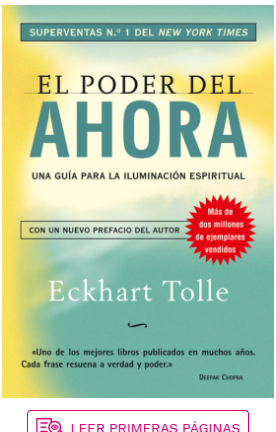 SUPERVENTAS N.º 1 DEL NEW YORK TIMES
EL PODER DEL
AHORA
UNA GUÍA PARA LA ILUMINACIÓN ESPIRITUAL
Más de
dos millones
de ejemplares
vendidos
CON UN NUEVO PREFACIO DEL AUTOR
Eckhart Tolle
«Uno de los mejores libros publicados en muchos años.
Cada frase resuena a verdad y poder.»
DEEPAK CHOPRA
LEER PRIMERAS PÁGINAS